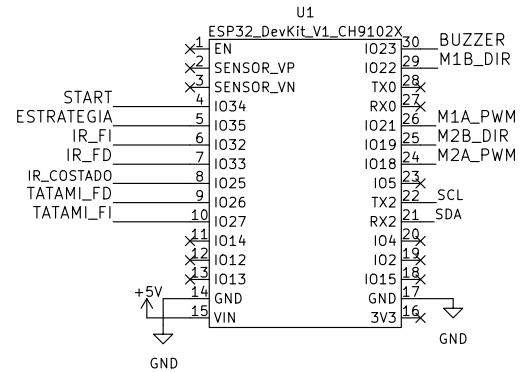 U1
ESP32_DevKit_V1_CH9102X
1 EN IO23 30 BUZZER
2 SENSOR_VP IO22 29 M1B_DIR
3 SENSOR_VN TX0 28
START 4 IO34 RX0 27
ESTRATEGIA 5 IO35 IO21 26 M1A_PWM
IR_FI 6 IO32 IO19 25 M2B_DIR
IR_FD 7 IO33 IO18 24 M2A_PWM
IR_COSTADO 8 IO25 IO5 23
TATAMI_FD 9 IO26 TX2 22 SCL
TATAMI_FI 10 IO27 RX2 21 SDA
11 IO14 IO4 20
12 IO12 IO2 19
13 IO13 IO15 18
+5V 14 GND GND 17
15 VIN 3V3 16
GND GND